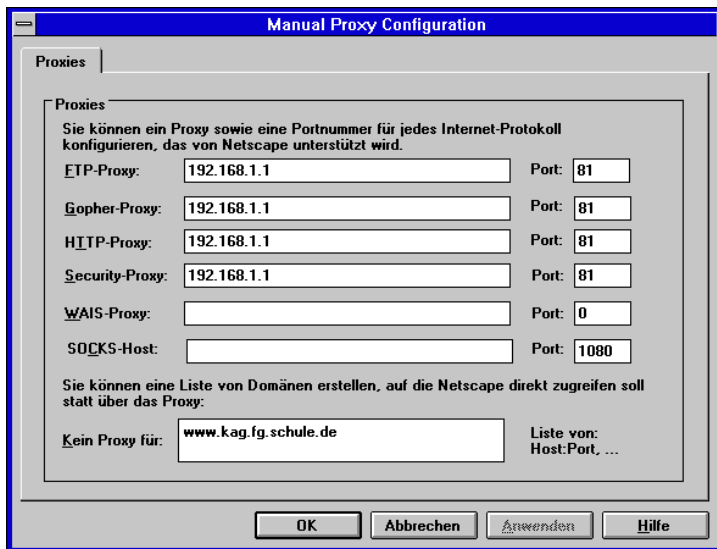 Manual Proxy Configuration
Proxies
Proxies
Sie können ein Proxy sowie eine Portnummer für jedes Internet-Protokoll
konfigurieren, das von Netscape unterstützt wird.
FTP-Proxy: 192.168.1.1 Port: 81
Gopher-Proxy: 192.168.1.1 Port: 81
HTTP-Proxy: 192.168.1.1 Port: 81
Security-Proxy: 192.168.1.1 Port: 81
WAIS-Proxy: Port: 0
SOCKS-Host: Port: 1080
Sie können eine Liste von Domänen erstellen, auf die Netscape direkt zugreifen soll
statt über das Proxy:
Kein Proxy für: www.kag.fg.schule.de Liste von:
Host:Port, ...
OK Abbrechen Anwenden Hilfe